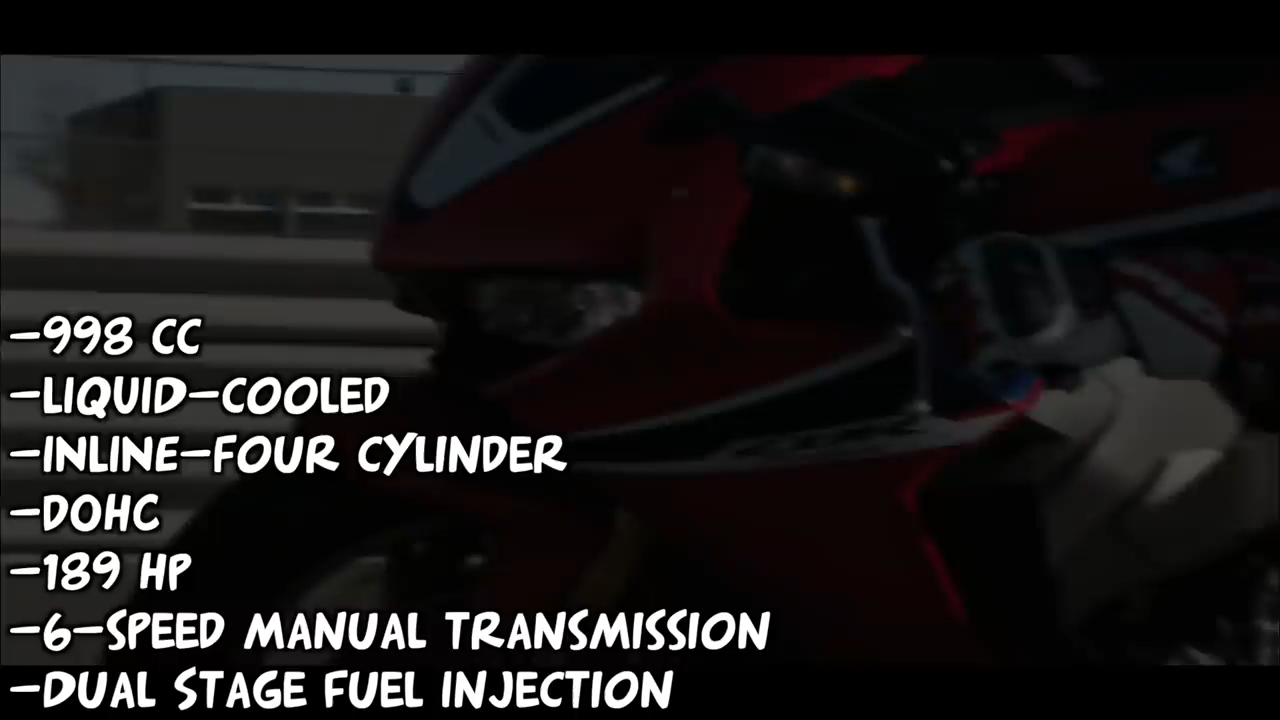 -998 CC
-LIQUID-COOLED
-INLINE-FOUR CYLINDER
-DOHC
-189 HP
-6-SPEED MANUAL TRANSMISSION
-DUAL STAGE FUEL INJECTION